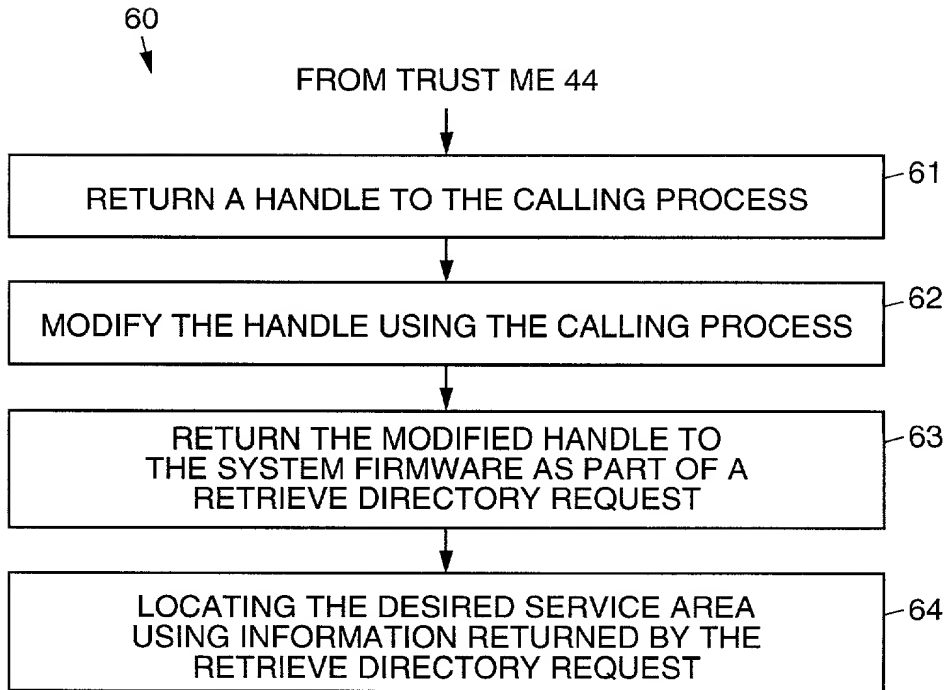 60
FROM TRUST ME 44
RETURN A HANDLE TO THE CALLING PROCESS
61
MODIFY THE HANDLE USING THE CALLING PROCESS
62
RETURN THE MODIFIED HANDLE TO
THE SYSTEM FIRMWARE AS PART OF A
RETRIEVE DIRECTORY REQUEST
63
LOCATING THE DESIRED SERVICE AREA
USING INFORMATION RETURNED BY THE
RETRIEVE DIRECTORY REQUEST
64